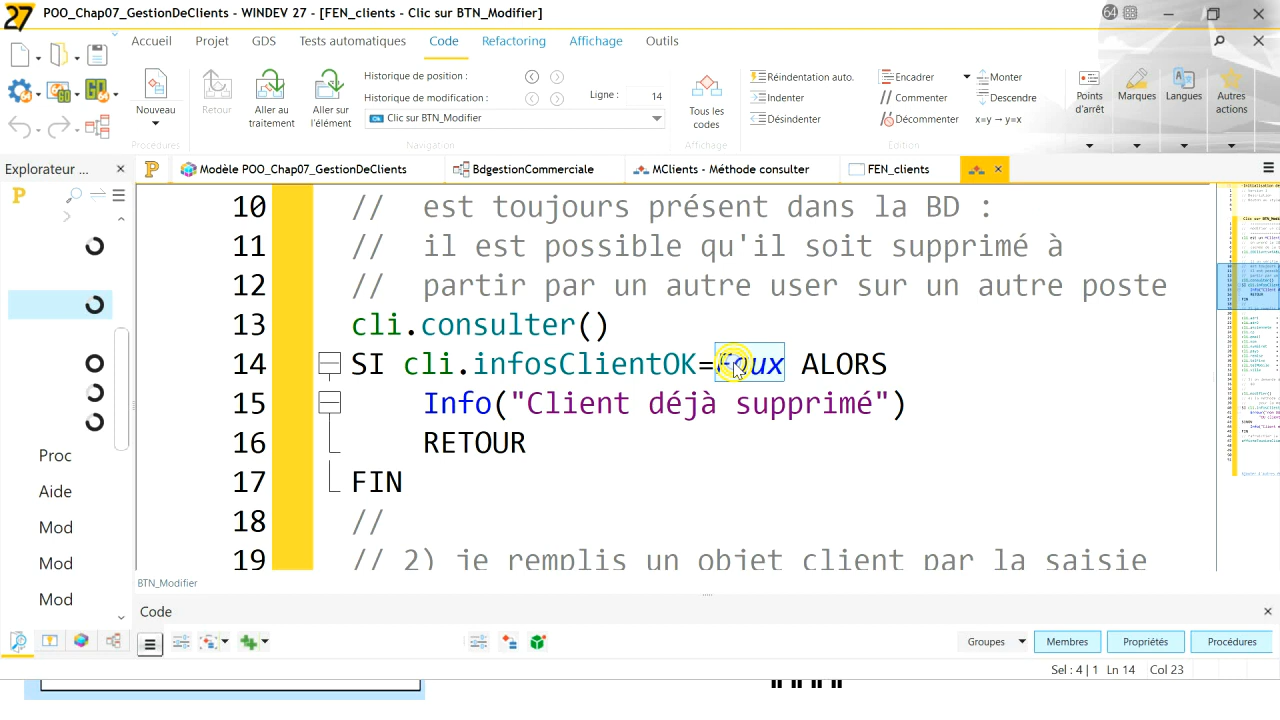 27 POO_Chap07_GestionDeClients - WINDEV 27 - [FEN_clients - Clic sur BTN_Modifier] 64
Accueil Projet GDS Tests automatiques Code Refactoring Affichage Outils
Nouveau
Procédures
Retour
Aller au traitement
Aller sur l'élément
Historique de position :
Historique de modification :
Ligne : 14
Clic sur BTN_Modifier
Navigation
Tous les codes
Affichage
Réindentation auto.
Indenter
Désindenter
Encadrer
Commenter
Décommenter
Monter
Descendre
x=y → y=x
Edition
Points d'arrêt
Marques
Langues
Autres actions
Explorateur ...
Modèle POO_Chap07_GestionDeClients
BdgestionCommerciale
MClients - Méthode consulter
FEN_clients
10 // est toujours présent dans la BD :
11 // il est possible qu'il soit supprimé à
12 // partir par un autre user sur un autre poste
13 cli.consulter()
14 SI cli.infosClientOK=Faux ALORS
15 Info("Client déjà supprimé")
16 RETOUR
17 FIN
18 //
19 // 2) je remplis un objet client par la saisie
Proc
Aide
Mod
Mod
Mod
BTN_Modifier
Code
Groupes Membres Propriétés Procédures
Sel : 4 | 1 Ln 14 Col 23